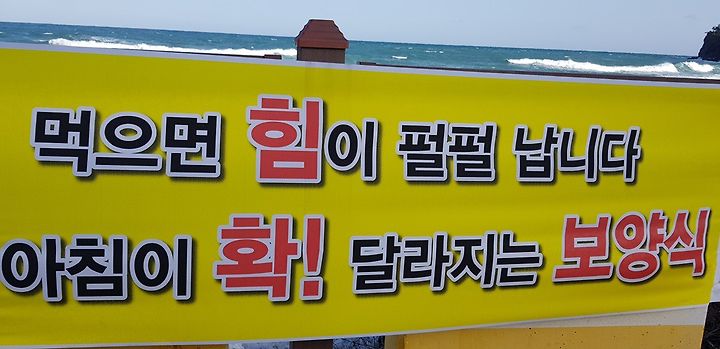 먹으면 힘이 펄펄 납니다
아침이 확! 달라지는 보양식